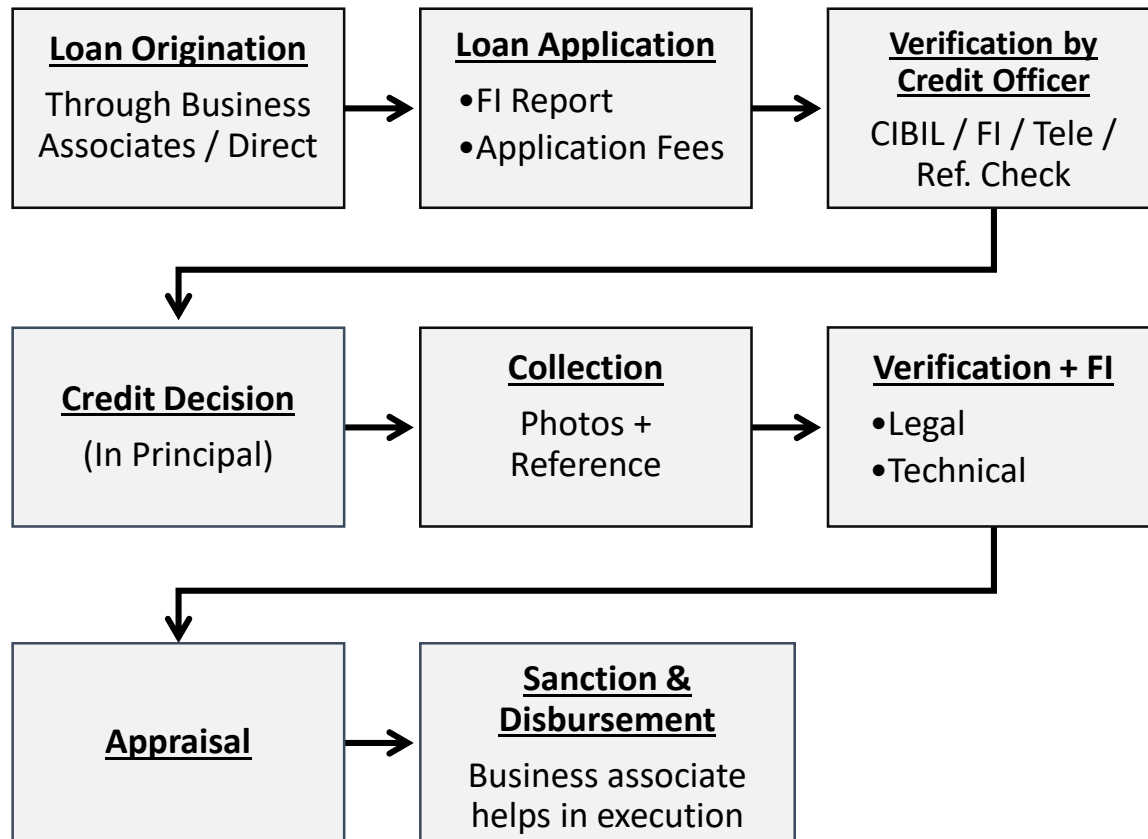 Loan Origination
Through Business
Associates / Direct
Loan Application
•FI Report
•Application Fees
Verification by
Credit Officer
CIBIL / FI / Tele /
Ref. Check
Credit Decision
(In Principal)
Collection
Photos +
Reference
Verification + FI
•Legal
•Technical
Appraisal
Sanction &
Disbursement
Business associate
helps in execution